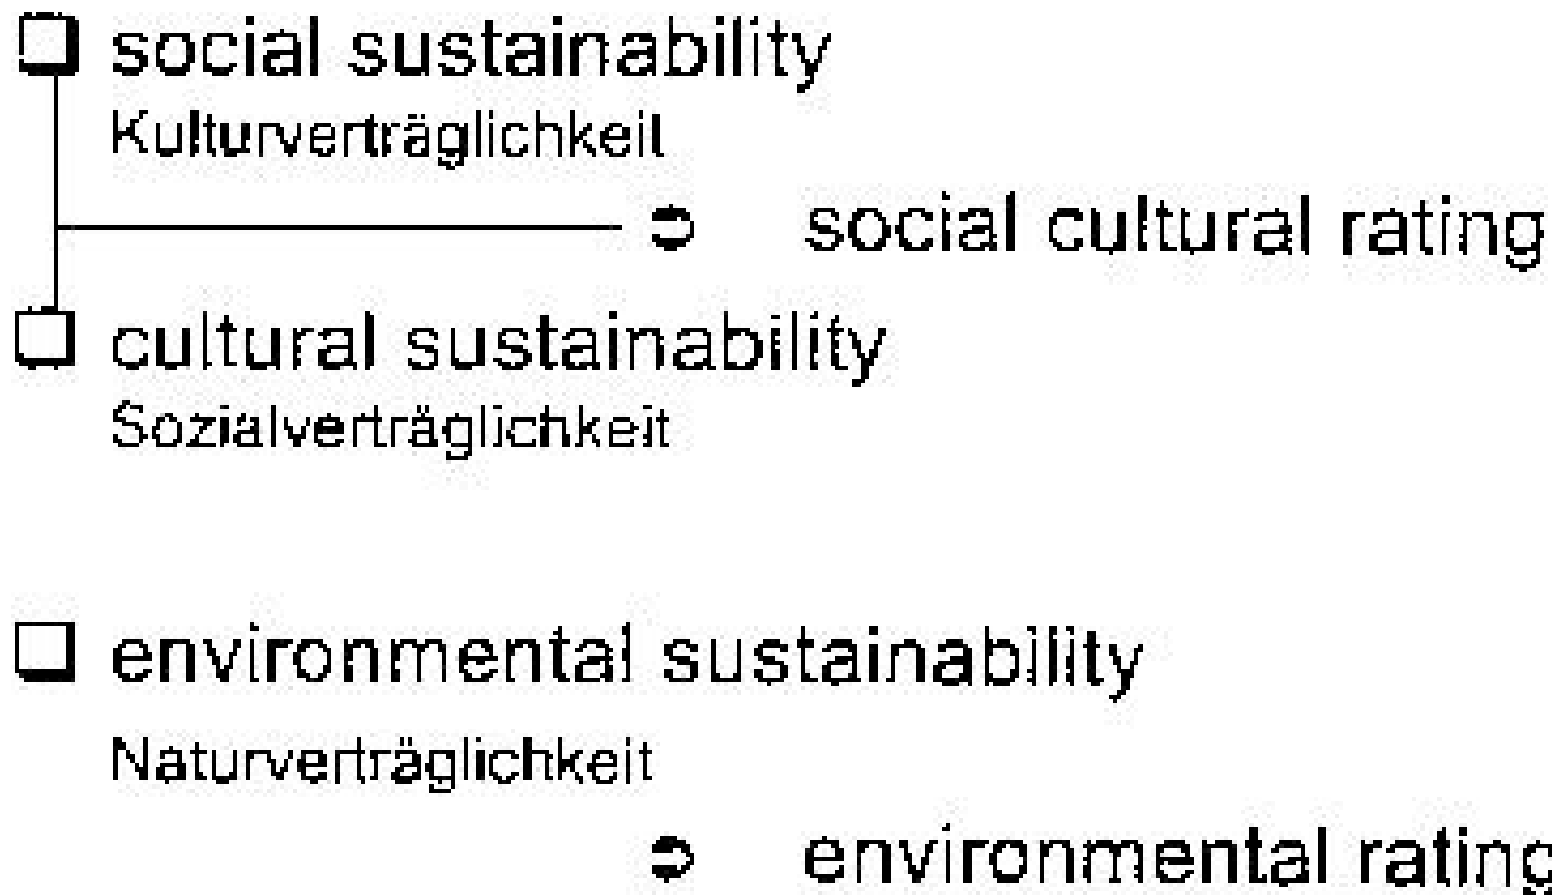 social sustainability
Kulturverträglichkeit
➲ social cultural rating
cultural sustainability
Sozialverträglichkeit
environmental sustainability
Naturverträglichkeit
➲ environmental rating